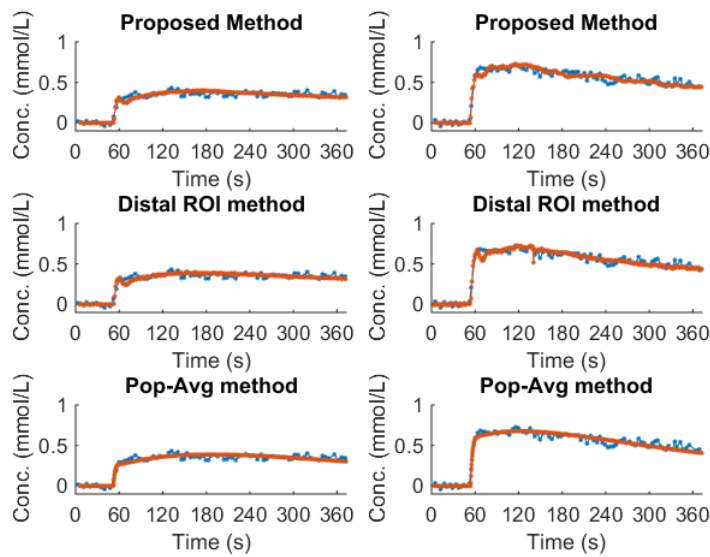 Proposed Method
Conc. (mmol/L)
1
0.5
0
0 60 120 180 240 300 360
Time (s)
Proposed Method
Conc. (mmol/L)
1
0.5
0
0 60 120 180 240 300 360
Time (s)
Distal ROI method
Conc. (mmol/L)
1
0.5
0
0 60 120 180 240 300 360
Time (s)
Distal ROI method
Conc. (mmol/L)
1
0.5
0
0 60 120 180 240 300 360
Time (s)
Pop-Avg method
Conc. (mmol/L)
1
0.5
0
0 60 120 180 240 300 360
Time (s)
Pop-Avg method
Conc. (mmol/L)
1
0.5
0
0 60 120 180 240 300 360
Time (s)